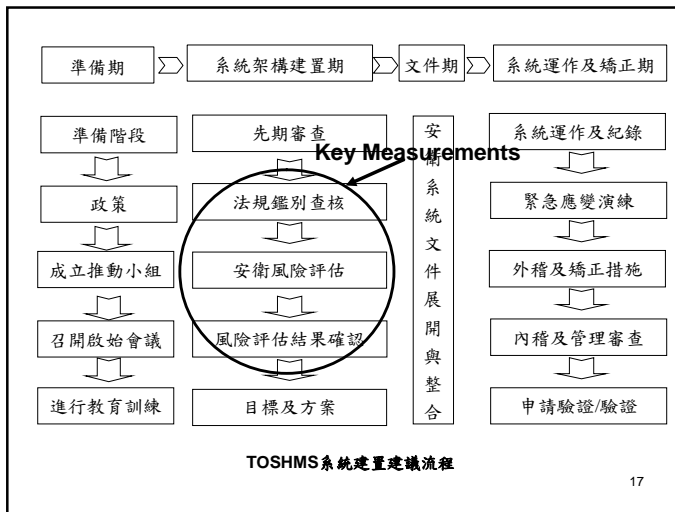 準備期
系統架構建置期
文件期
系統運作及矯正期
準備階段
政策
成立推動小組
召開啟始會議
進行教育訓練
先期審查
Key Measurements
法規鑑別查核
安衛風險評估
風險評估結果確認
目標及方案
安衛系統文件展開與整合
系統運作及紀錄
緊急應變演練
外稽及矯正措施
內稽及管理審查
申請驗證/驗證
TOSHMS系統建置建議流程
17